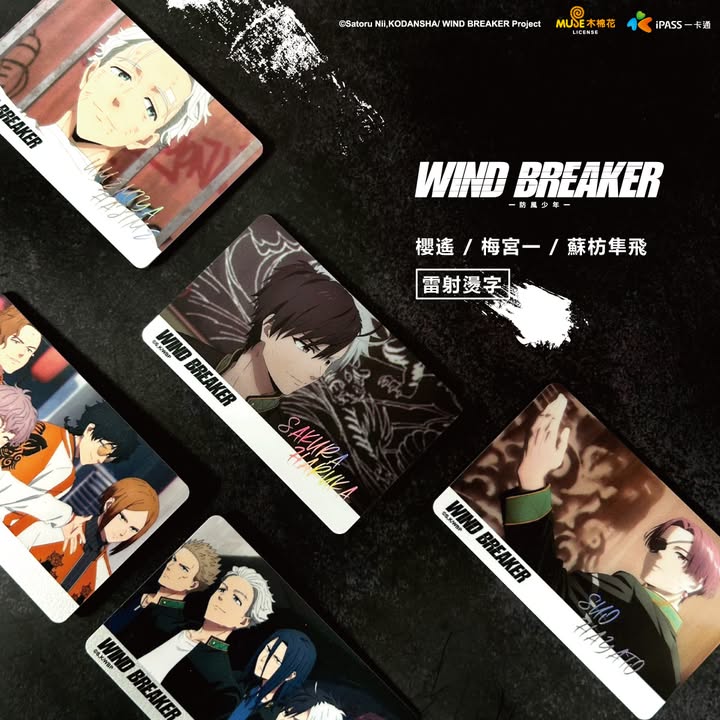 ©Satoru Nii,KODANSHA/ WIND BREAKER Project
MUSE木棉花
LICENSE
iPASS一卡通
WIND BREAKER
防風少年
櫻遙 / 梅宮一 / 蘇枋隼飛
雷射燙字
BREAKER
HAJIME
WIND BREAKER
SAKURA
HARUKA
WIND BREAKER
SUO
HAYATO
WIND BREAKER